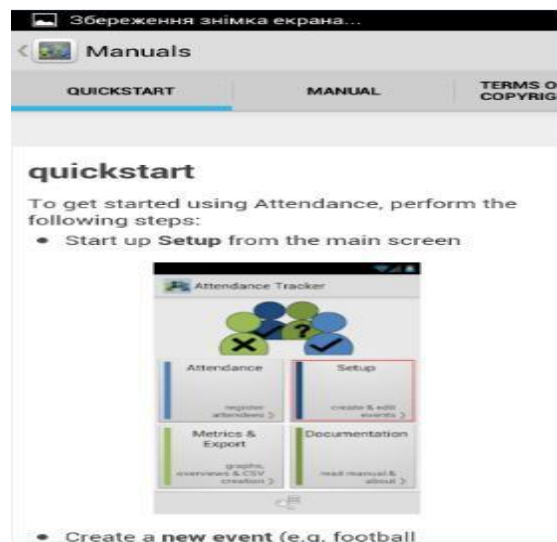 Збереження знімка екрана...
Manuals
QUICKSTART MANUAL TERMS O
COPYRIG
quickstart
To get started using Attendance, perform the
following steps:
• Start up Setup from the main screen
Attendance Tracker
Attendance Setup
register
attendees >
create & edit
events >
Metrics &
Export
Documentation
graphs,
overviews & CSV
creation >
read manual &
about >
• Create a new event (e.g. football